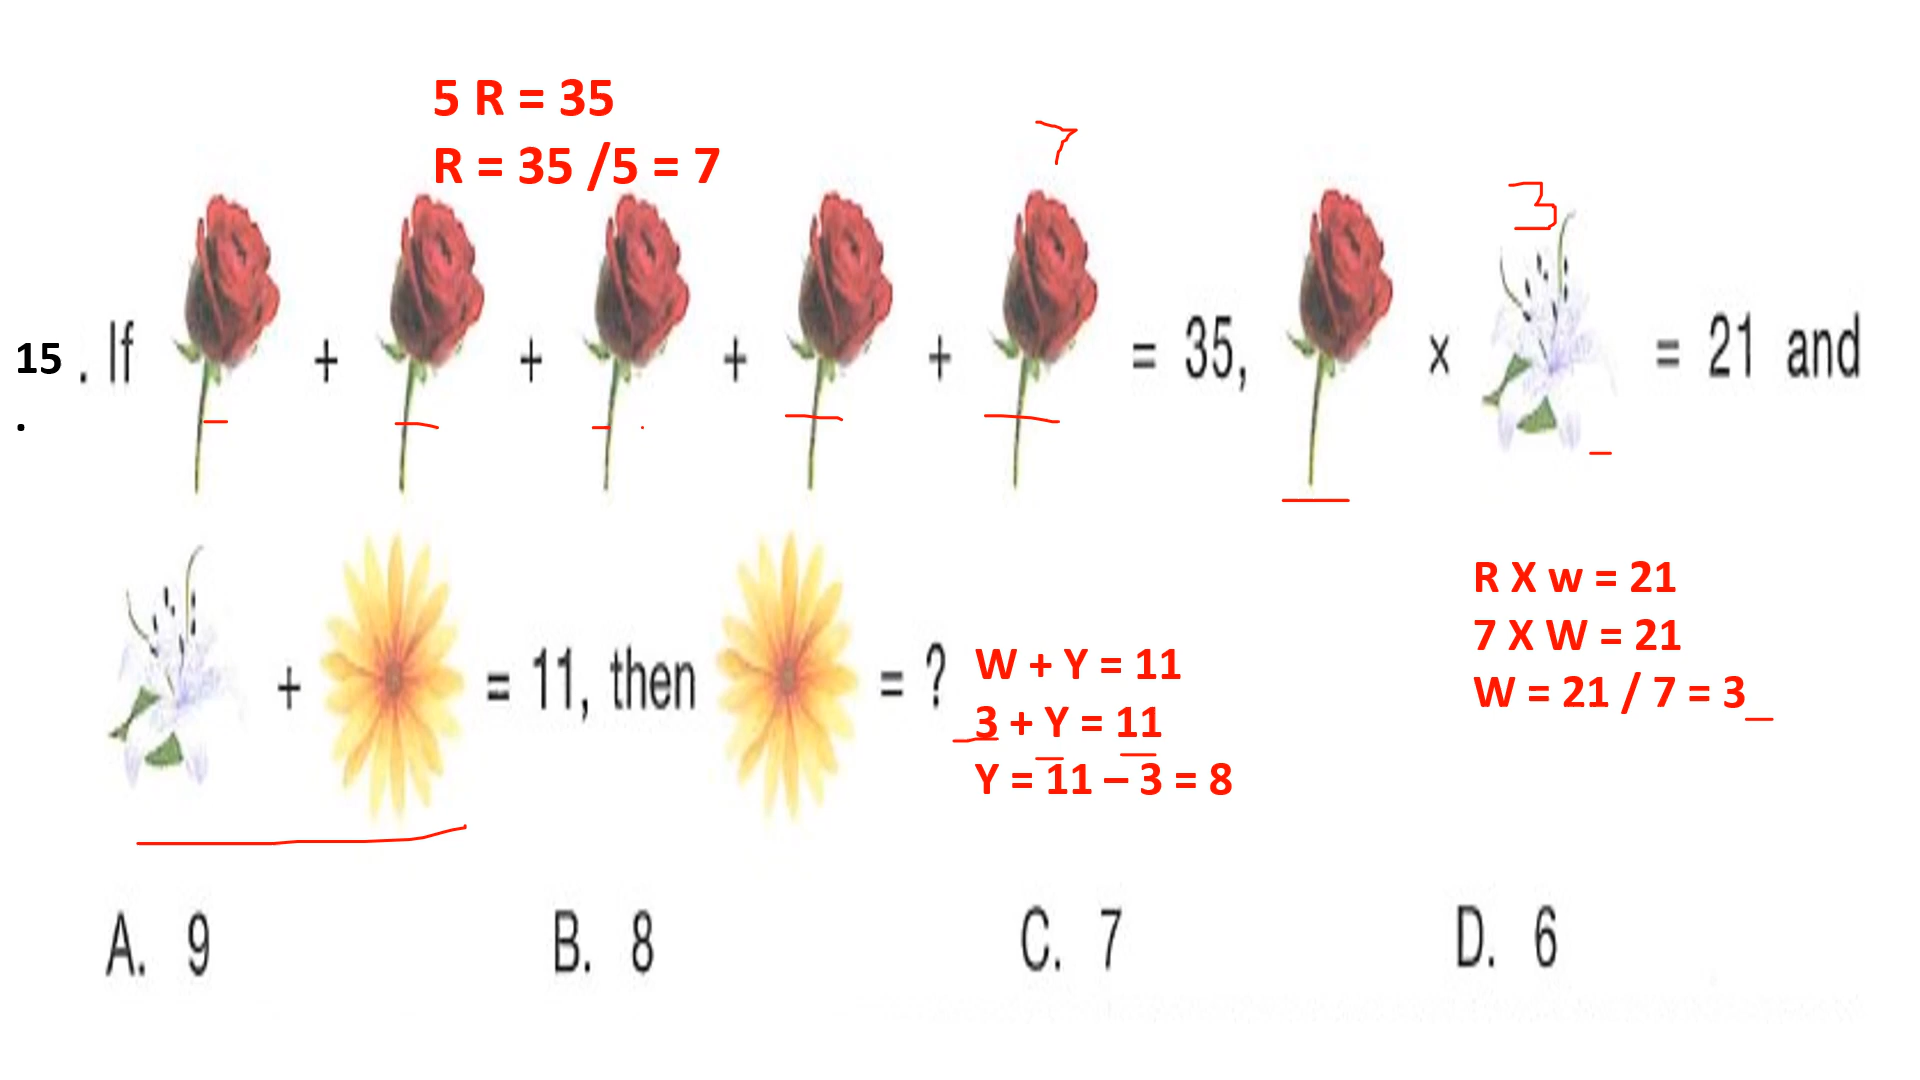 5 R = 35
R = 35 /5 = 7
7
3
15 . If + + + + = 35, × = 21 and
.
R X w = 21
7 X W = 21
W = 21 / 7 = 3
+ = 11, then = ?
W + Y = 11
3 + Y = 11
Y = 11 – 3 = 8
A. 9 B. 8 C. 7 D. 6